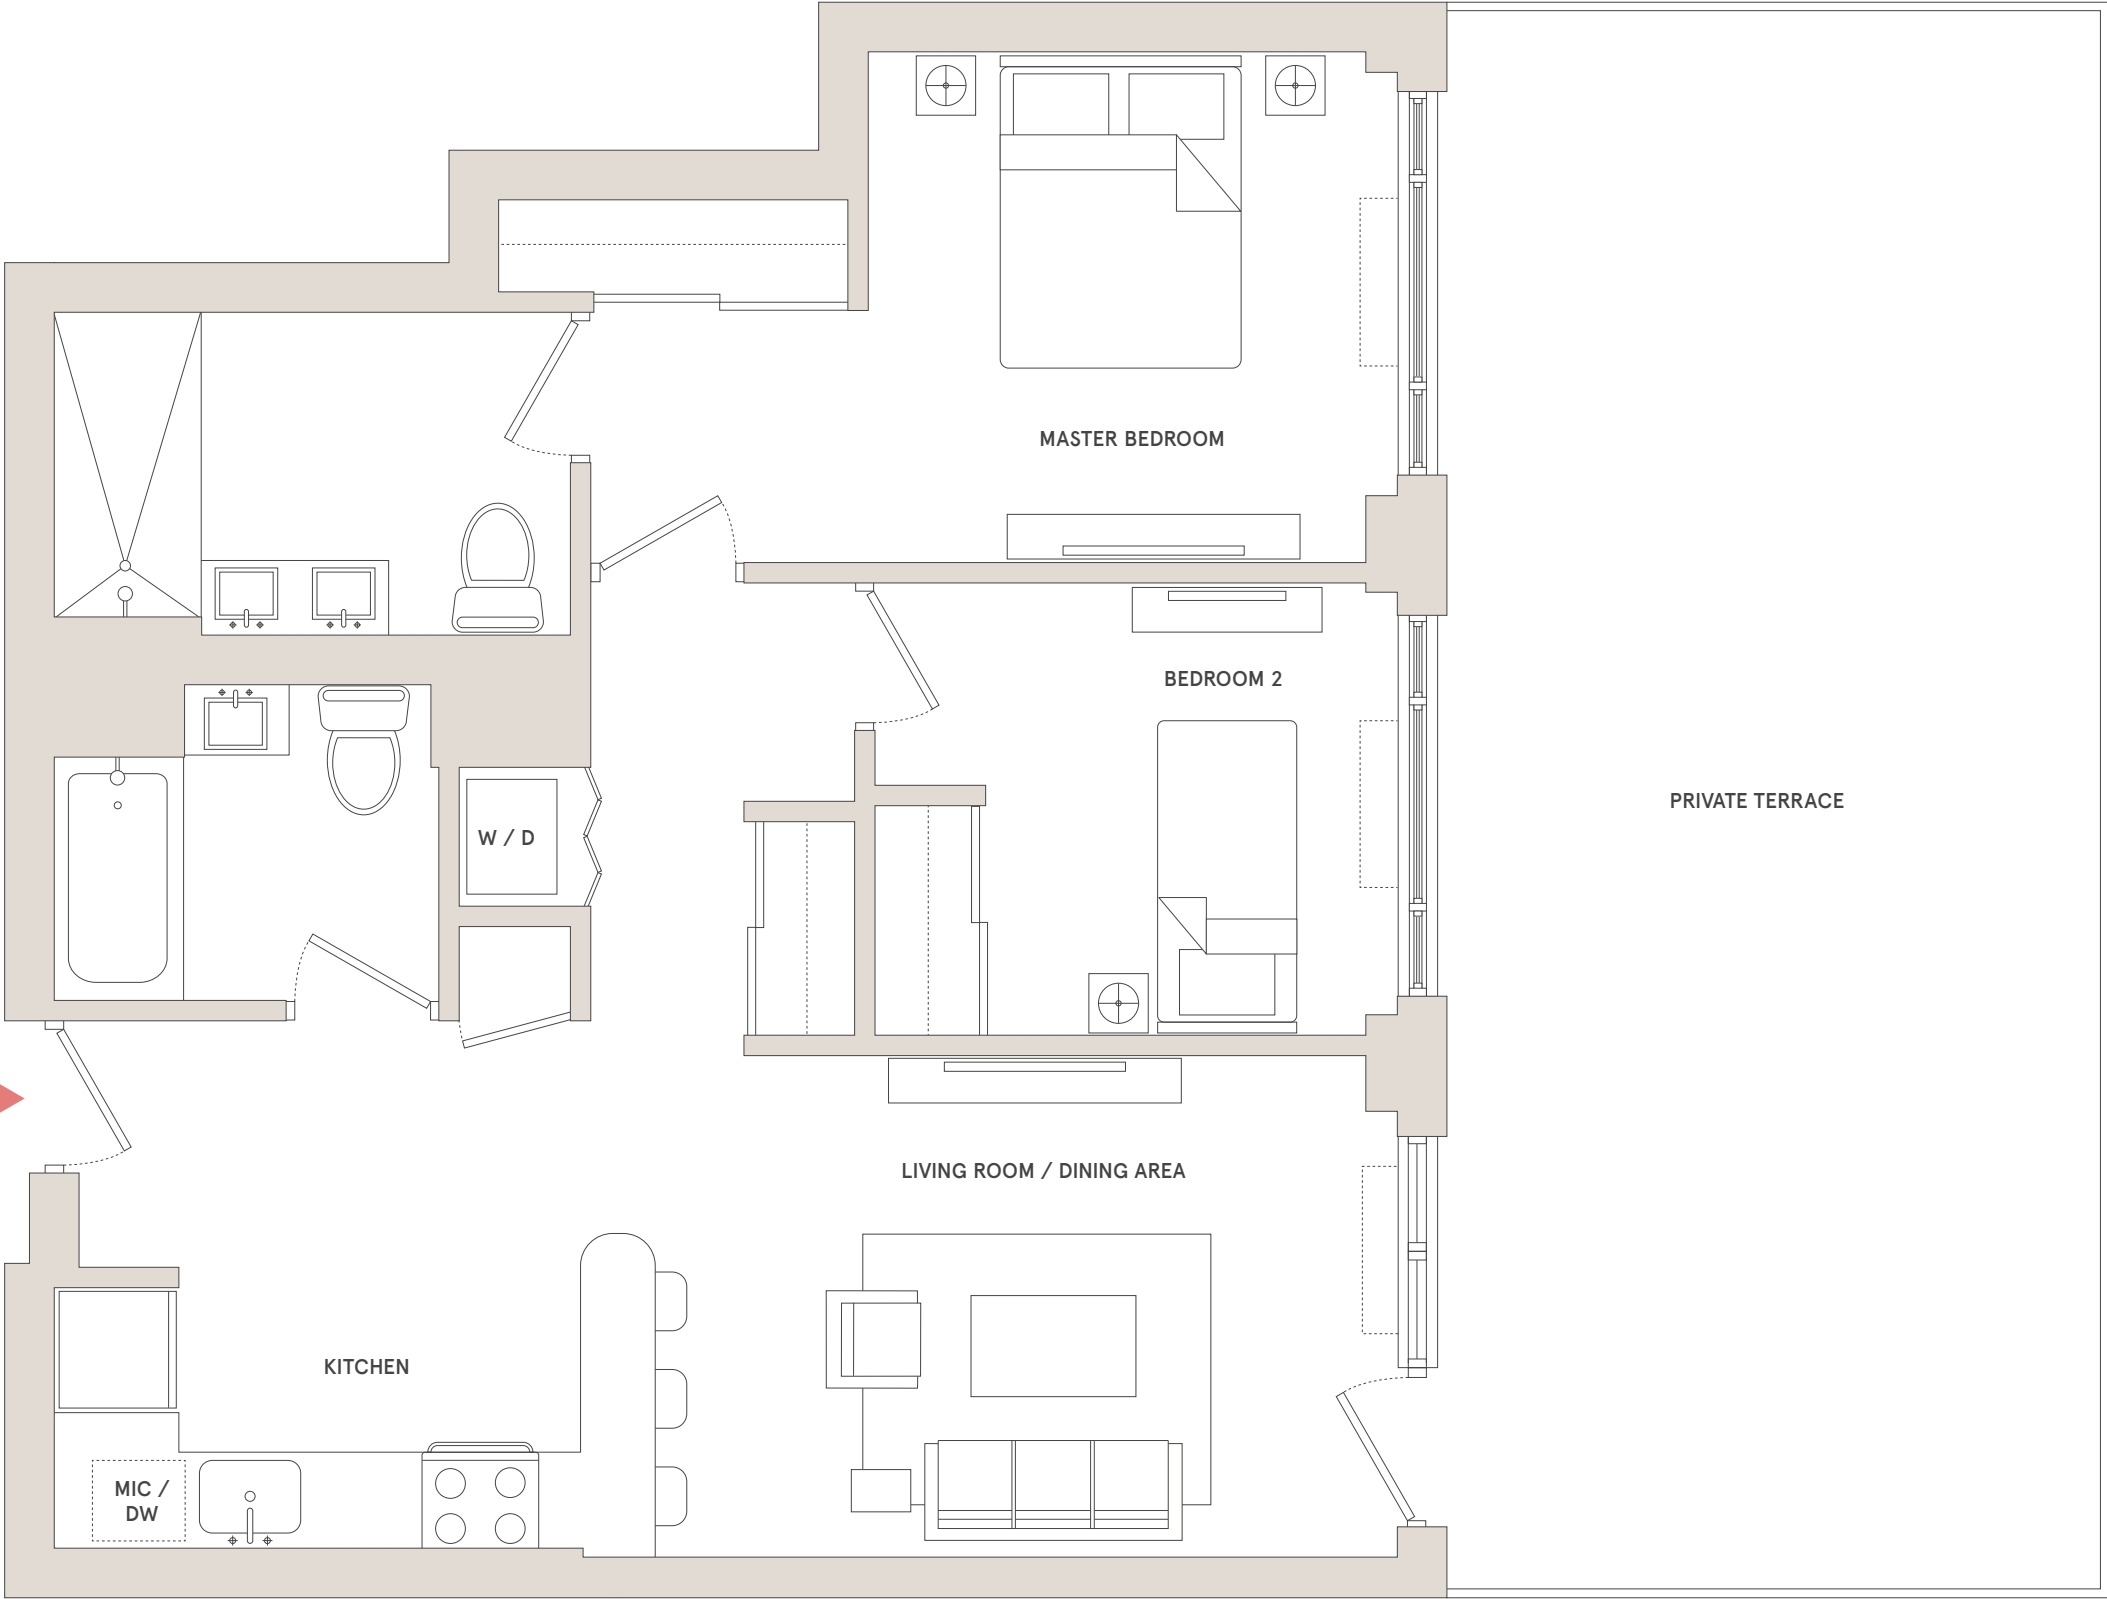 MASTER BEDROOM
BEDROOM 2
PRIVATE TERRACE
W / D
LIVING ROOM / DINING AREA
KITCHEN
MIC /
DW